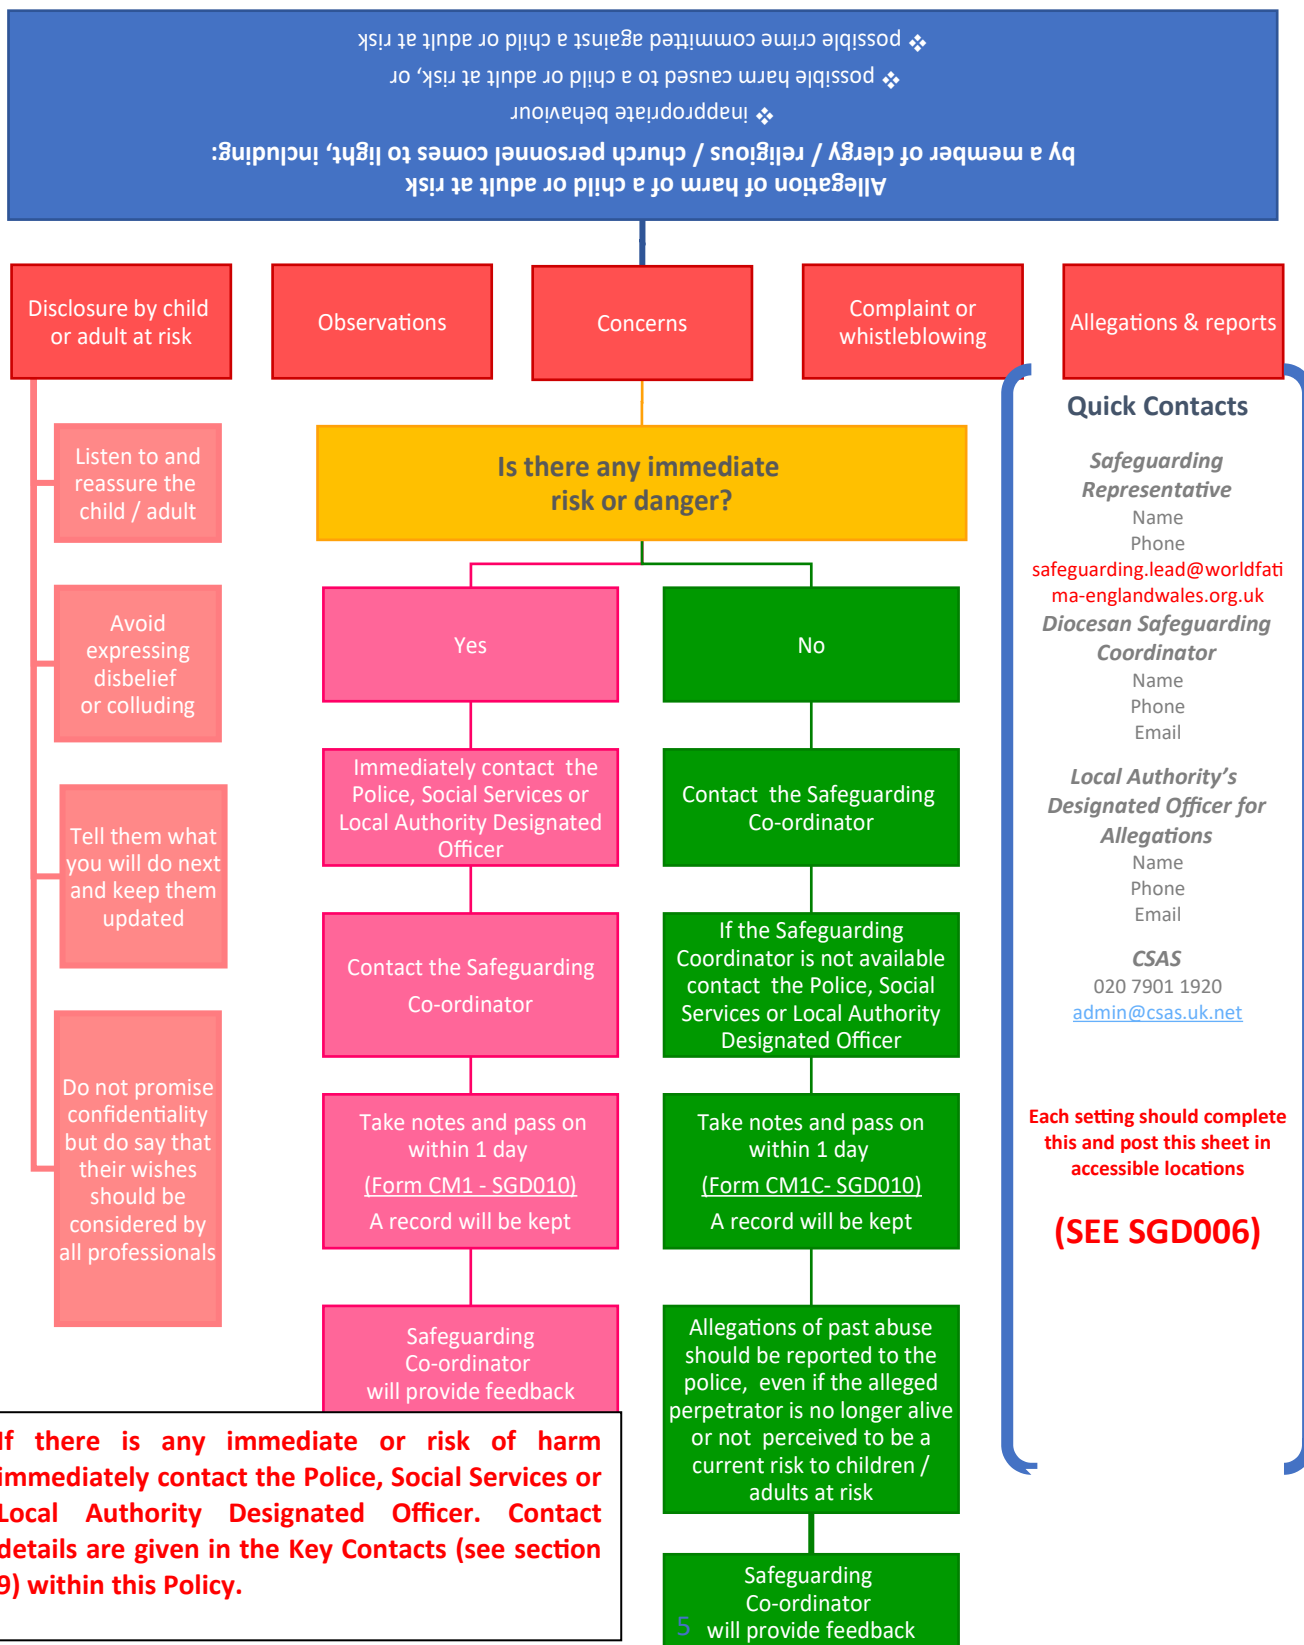 Allegation of harm of a child or adult at risk
by a member of clergy / religious / church personnel comes to light, including:
❖ inappropriate behaviour
❖ possible harm caused to a child or adult at risk, or
❖ possible crime committed against a child or adult at risk
Disclosure by child
or adult at risk
Observations
Concerns
Complaint or
whistleblowing
Allegations & reports
Listen to and
reassure the
child / adult
Avoid
expressing
disbelief
or colluding
Tell them what
you will do next
and keep them
updated
Do not promise
confidentiality
but do say that
their wishes
should be
considered by
all professionals
Is there any immediate
risk or danger?
Yes
Immediately contact the
Police, Social Services or
Local Authority Designated
Officer
Contact the Safeguarding
Co-ordinator
Take notes and pass on
within 1 day
(Form CM1 - SGD010)
A record will be kept
Safeguarding
Co-ordinator
will provide feedback
No
Contact the Safeguarding
Co-ordinator
If the Safeguarding
Coordinator is not available
contact the Police, Social
Services or Local Authority
Designated Officer
Take notes and pass on
within 1 day
(Form CM1C- SGD010)
A record will be kept
Allegations of past abuse
should be reported to the
police, even if the alleged
perpetrator is no longer alive
or not perceived to be a
current risk to children /
adults at risk
Safeguarding
Co-ordinator
will provide feedback
Quick Contacts
Safeguarding
Representative
Name
Phone
safeguarding.lead@worldfati
ma-englandwales.org.uk
Diocesan Safeguarding
Coordinator
Name
Phone
Email
Local Authority's
Designated Officer for
Allegations
Name
Phone
Email
CSAS
020 7901 1920
admin@csas.uk.net
Each setting should complete
this and post this sheet in
accessible locations
(SEE SGD006)
If there is any immediate or risk of harm
immediately contact the Police, Social Services or
Local Authority Designated Officer. Contact
details are given in the Key Contacts (see section
9) within this Policy.
5